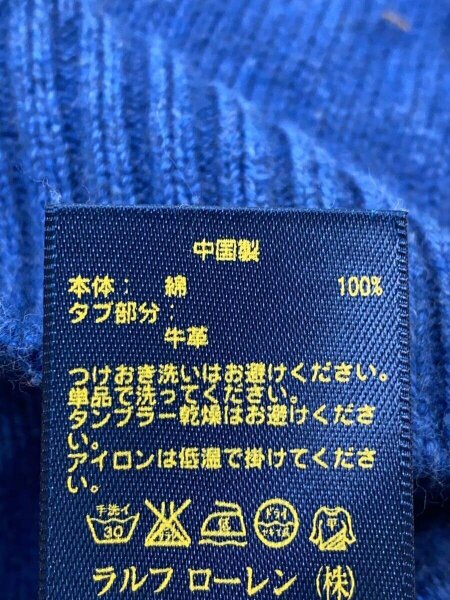 中国製
本体： 綿 100%
タブ部分：
牛革
つけおき洗いはお避けください。
単品で洗ってください。
タンブラー乾燥はお避けくださ
い。
アイロンは低温で掛けてくださ
い。
手洗イ 30 低 ドライ
ラルフ ローレン （株）